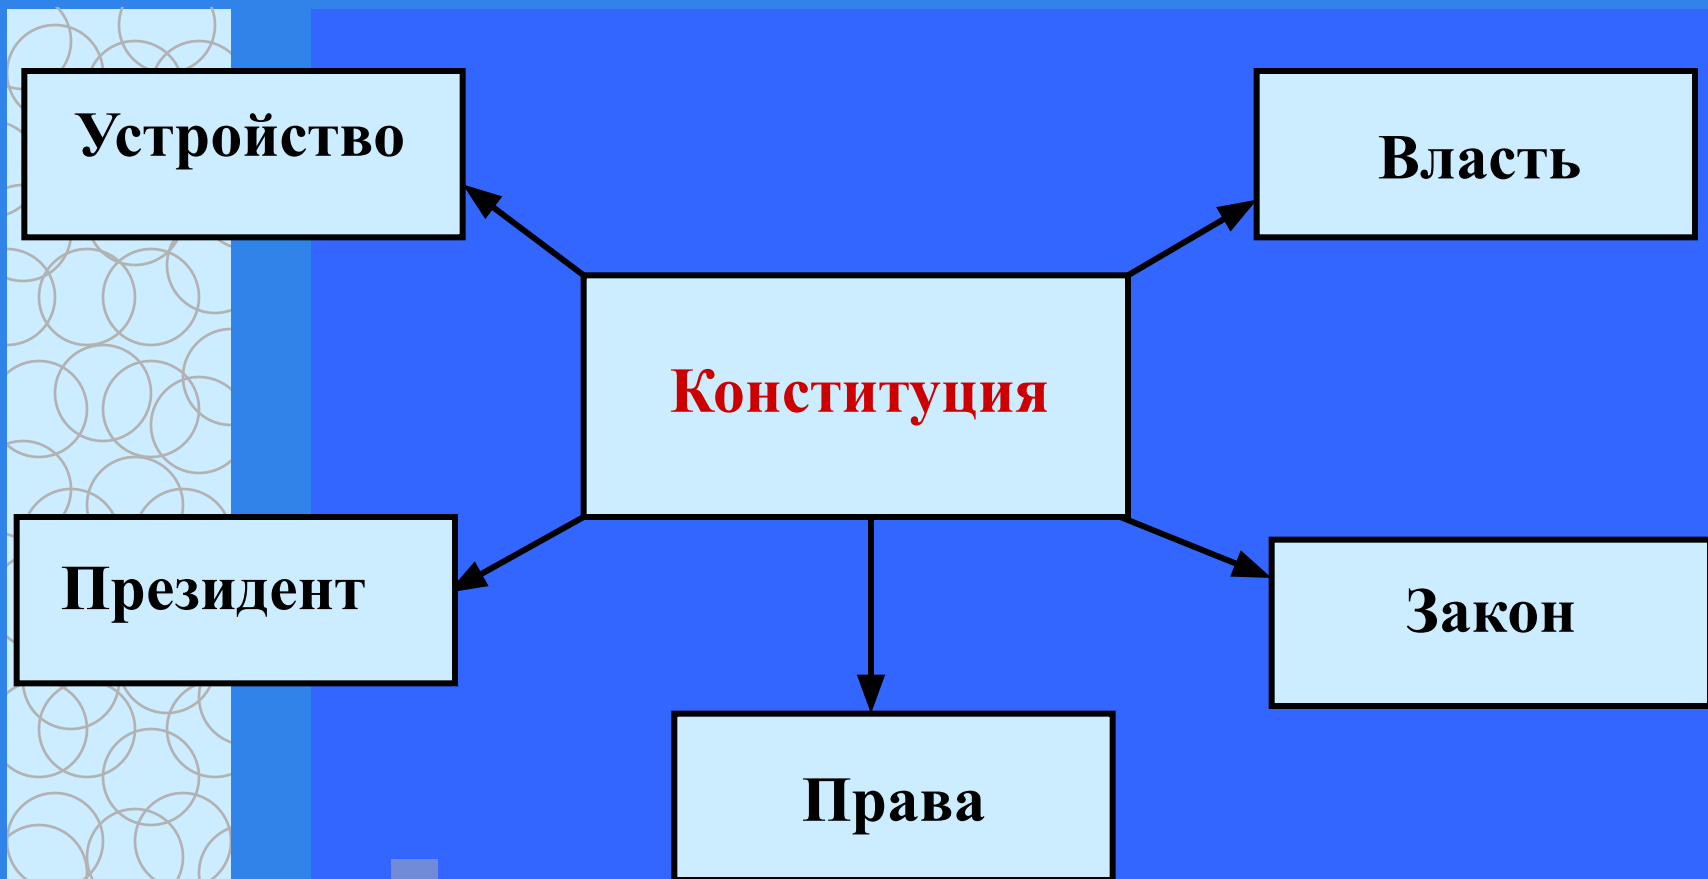 Устройство
Власть
Конституция
Президент
Закон
Права